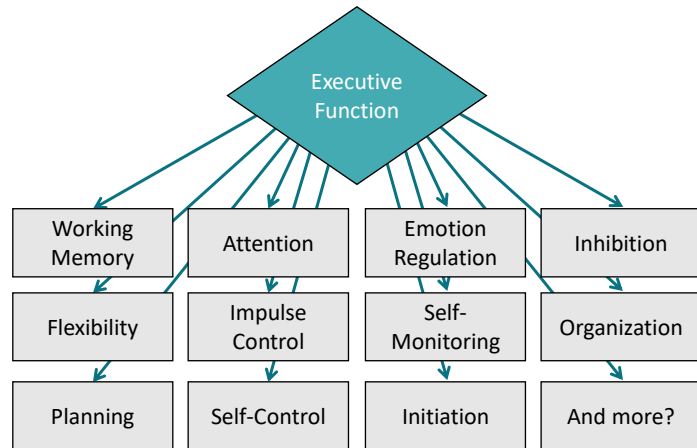 Executive
Function
Working
Memory
Attention
Emotion
Regulation
Inhibition
Flexibility
Impulse
Control
Self-
Monitoring
Organization
Planning
Self-Control
Initiation
And more?